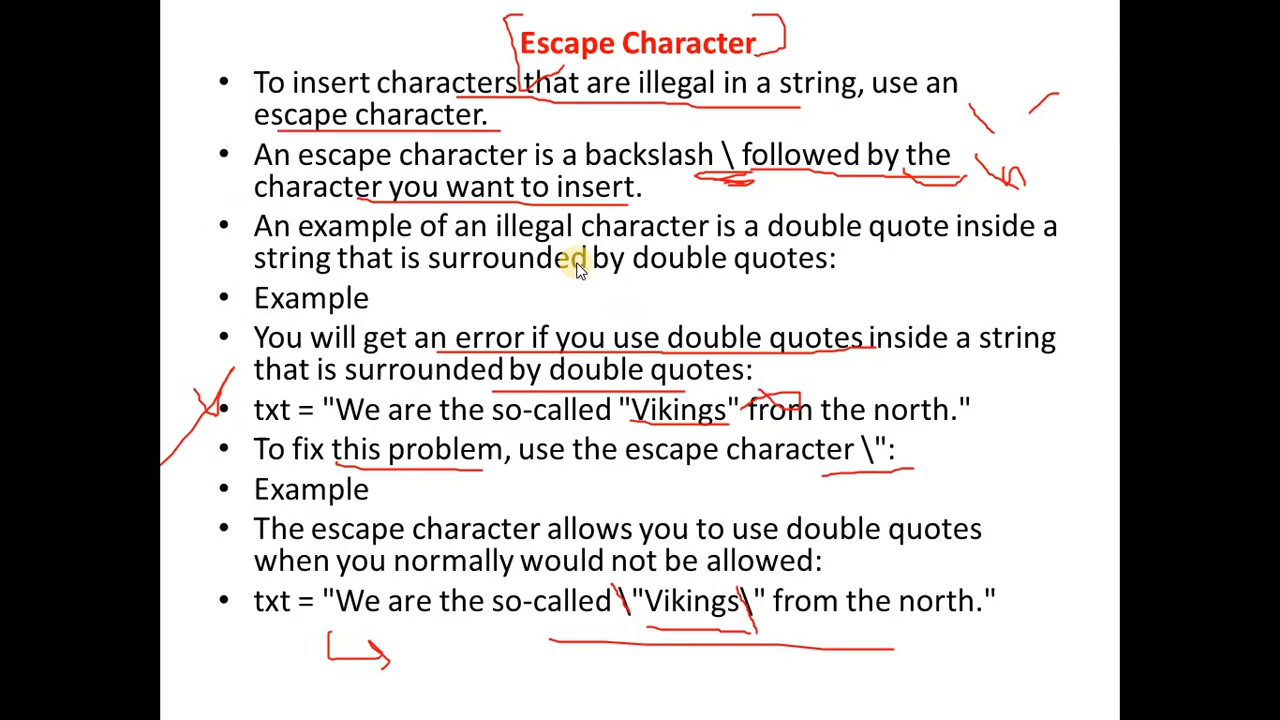 Escape Character
• To insert characters that are illegal in a string, use an
escape character.
• An escape character is a backslash \ followed by the
character you want to insert.
\n
• An example of an illegal character is a double quote inside a
string that is surrounded by double quotes:
• Example
• You will get an error if you use double quotes inside a string
that is surrounded by double quotes:
• txt = "We are the so-called "Vikings" from the north."
• To fix this problem, use the escape character \":
• Example
• The escape character allows you to use double quotes
when you normally would not be allowed:
• txt = "We are the so-called \"Vikings\" from the north."